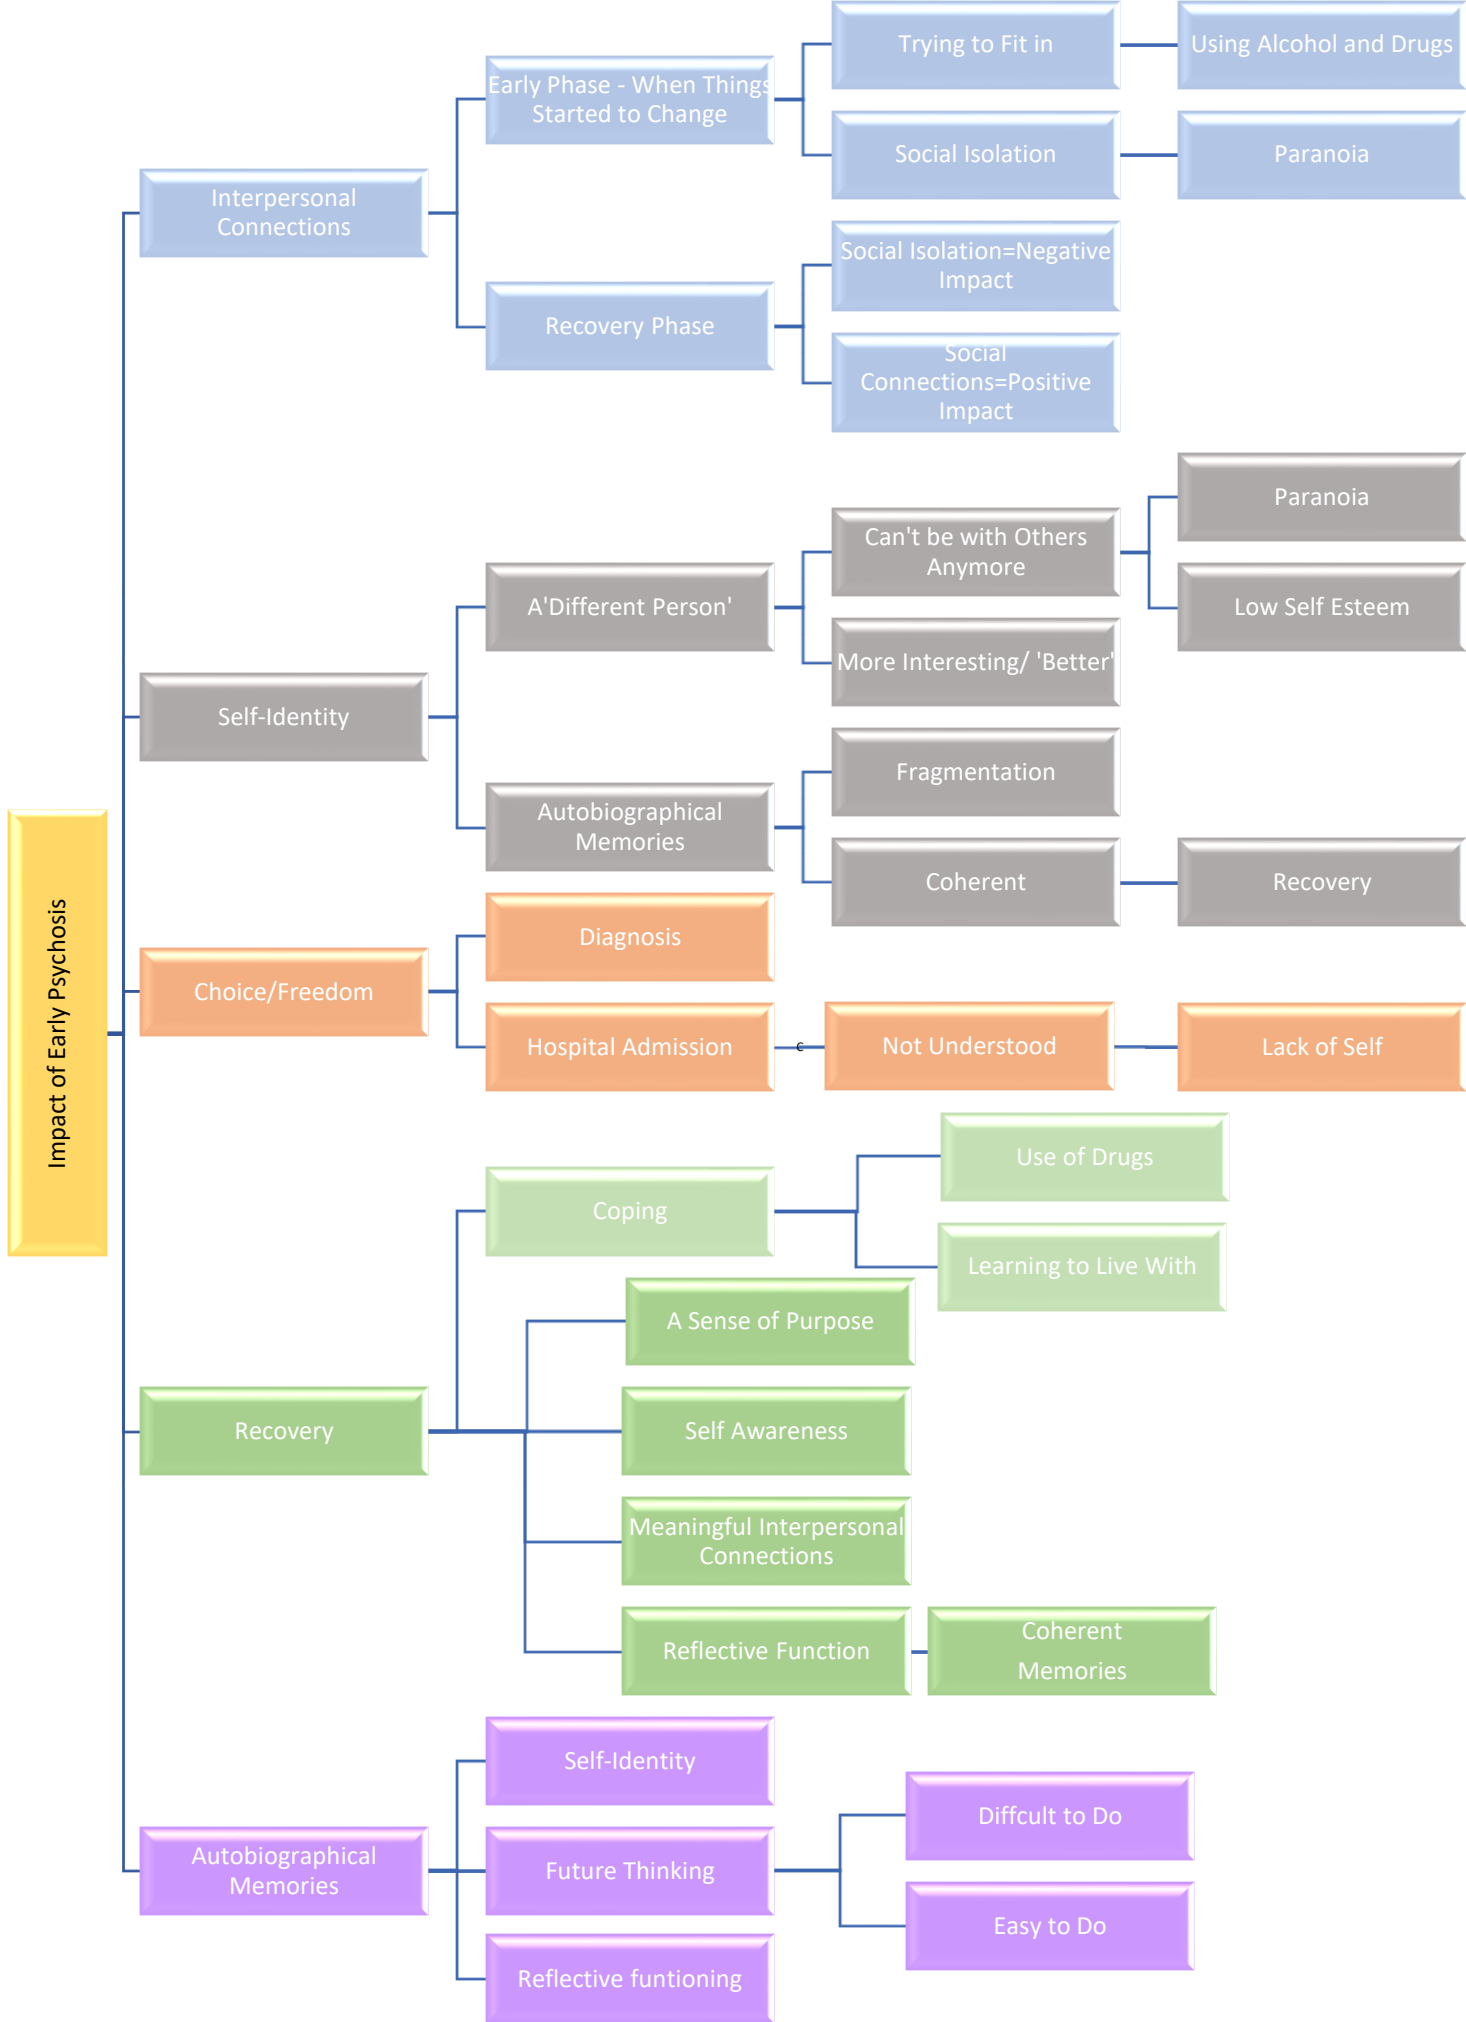 Impact of Early Psychosis
Interpersonal
Connections
Early Phase - When Things
Started to Change
Trying to Fit in
Using Alcohol and Drugs
Social Isolation
Paranoia
Recovery Phase
Social Isolation=Negative
Impact
Social
Connections=Positive
Impact
Self-Identity
A'Different Person'
Can't be with Others
Anymore
Paranoia
Low Self Esteem
More Interesting/ 'Better'
Autobiographical
Memories
Fragmentation
Coherent
Recovery
Choice/Freedom
Diagnosis
Hospital Admission
C
Not Understood
Lack of Self
Recovery
Coping
Use of Drugs
Learning to Live With
A Sense of Purpose
Self Awareness
Meaningful Interpersonal
Connections
Reflective Function
Coherent
Memories
Autobiographical
Memories
Self-Identity
Future Thinking
Diffcult to Do
Easy to Do
Reflective funtioning